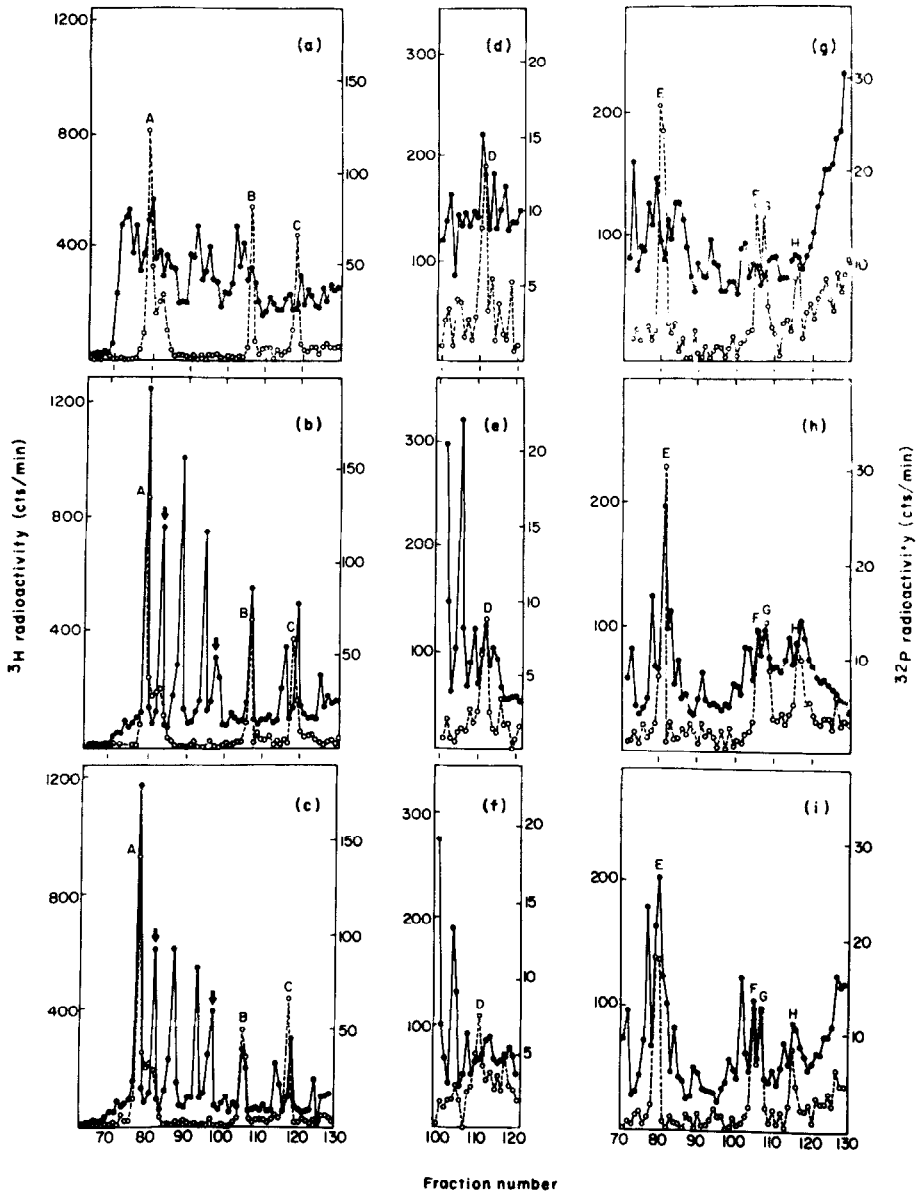 1200
(a)
150
A
800
100
B
C
400
50
300
(d)
20
15
200
D
10
100
5
(g)
30
E
200
20
F
G
100
H
10
1200
(b)
150
A
800
100
B
C
400
50
300
(e)
20
15
200
10
D
100
5
(h)
E
30
200
20
F
G
H
100
10
1200
(c)
150
A
800
100
C
B
400
50
300
(f)
20
15
200
10
D
100
5
(i)
30
E
200
20
F
G
H
100
10
70 80 90 100 110 120 130
100 110 120
70 80 90 100 110 120 130
3H radioactivity (cts/min)
32P radioactivity (cts/min)
Fraction number